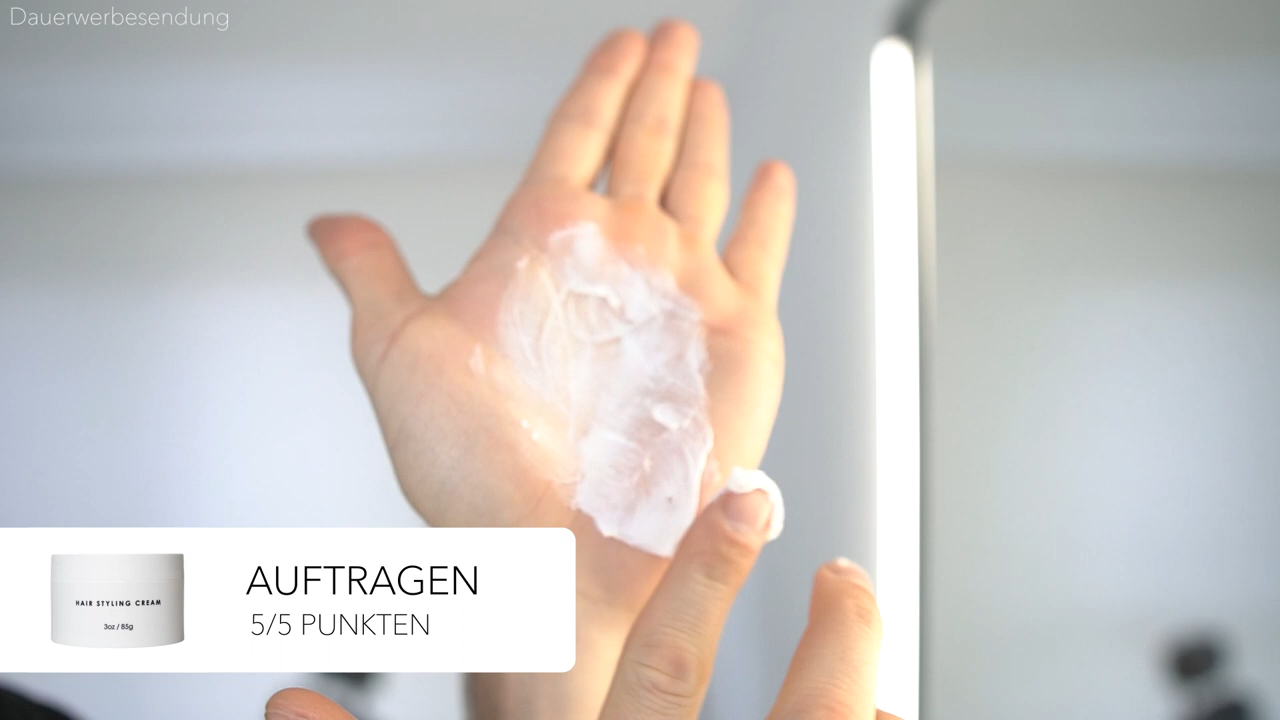 Dauerwerbesendung
HAIR STYLING CREAM
3oz / 85g
AUFTRAGEN
5/5 PUNKTEN